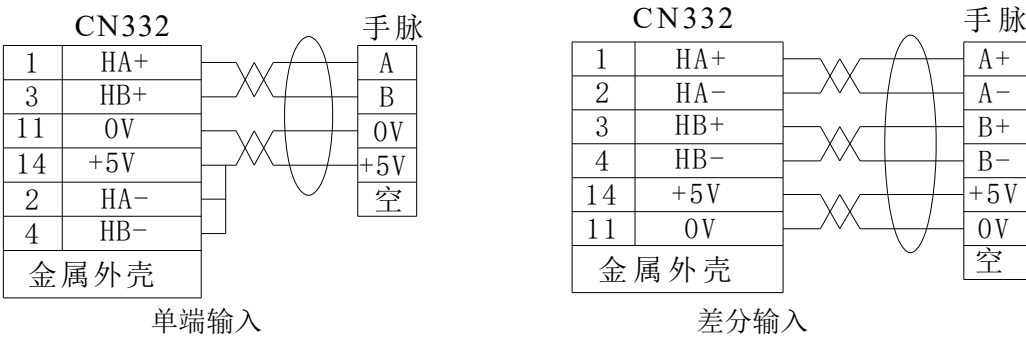 CN332 手脉
1 HA+ A
3 HB+ B
11 0V 0V
14 +5V +5V
2 HA- 空
4 HB-
金属外壳
单端输入
CN332 手脉
1 HA+ A+
2 HA- A-
3 HB+ B+
4 HB- B-
14 +5V +5V
11 0V 0V
金属外壳 空
差分输入